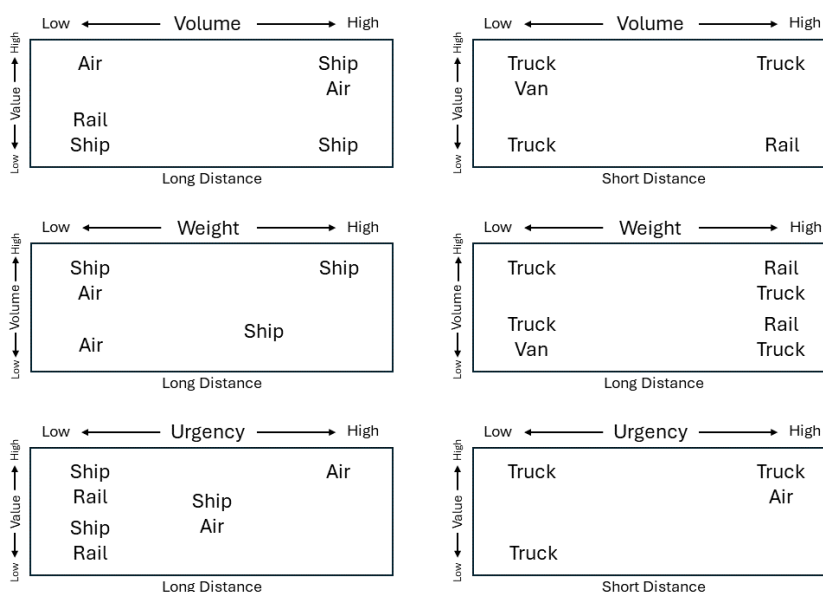 Low Volume High
High Value Low
Air Ship
Air
Rail
Ship Ship
Long Distance
Low Volume High
High Value Low
Truck Truck
Van
Truck Rail
Short Distance
Low Weight High
High Volume Low
Ship Ship
Air
Ship
Air
Long Distance
Low Weight High
High Volume Low
Truck Rail
Truck
Truck Rail
Van Truck
Long Distance
Low Urgency High
High Value Low
Ship Air
Rail
Ship
Air
Ship
Rail
Long Distance
Low Urgency High
High Value Low
Truck Truck
Air
Truck
Short Distance